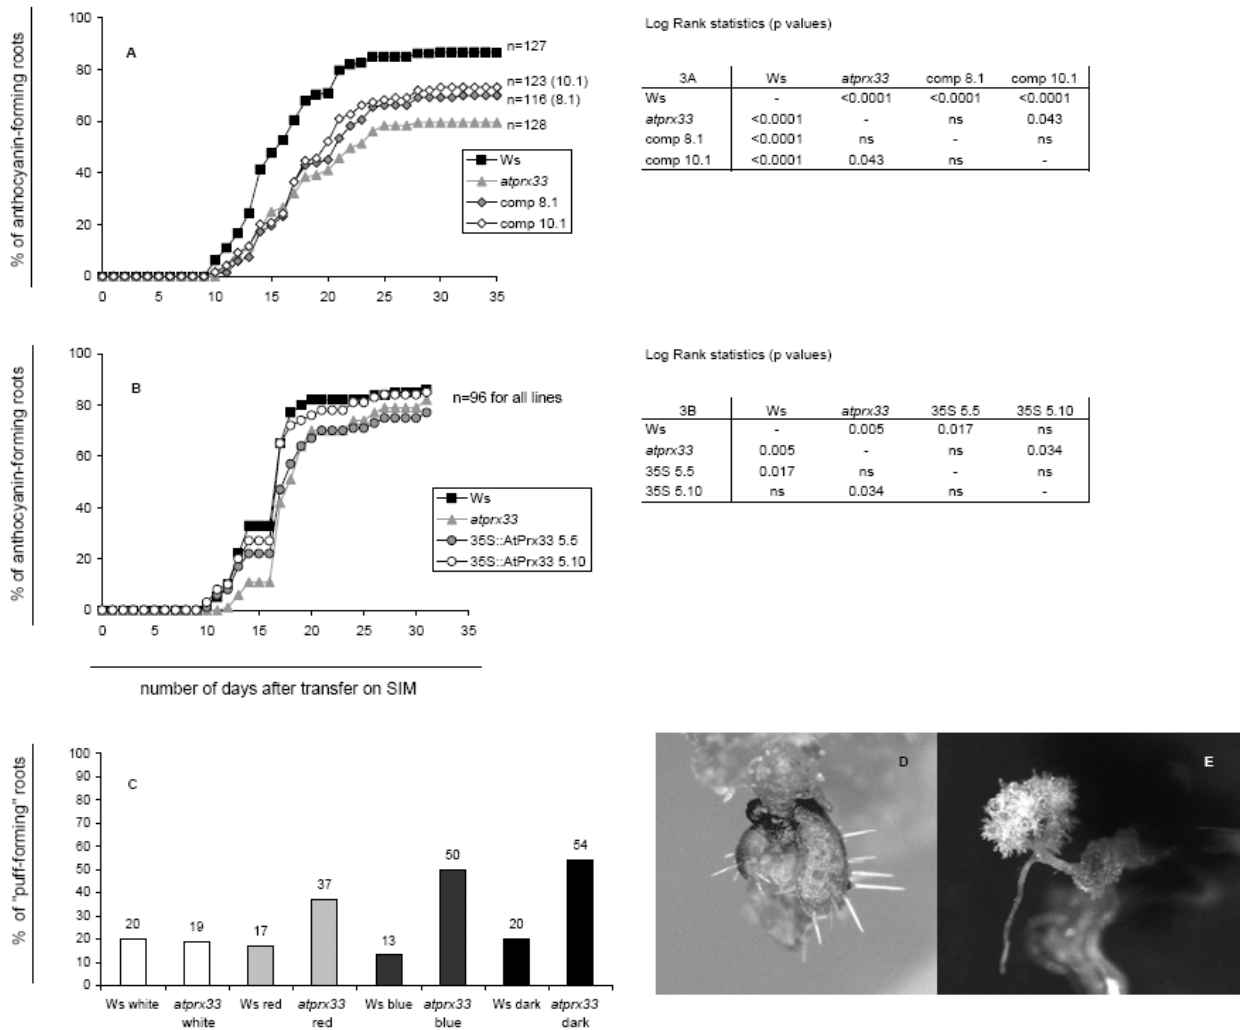 % of anthocyanin-forming roots
100
80
60
40
20
0
A
n=127
n=123 (10.1)
n=116 (8.1)
n=128
Ws
atprx33
comp 8.1
comp 10.1
0 5 10 15 20 25 30 35
Log Rank statistics (p values)
3A Ws atprx33 comp 8.1 comp 10.1
Ws - <0.0001 <0.0001 <0.0001
atprx33 <0.0001 - ns 0.043
comp 8.1 <0.0001 ns - ns
comp 10.1 <0.0001 0.043 ns -
% of anthocyanin-forming roots
100
80
60
40
20
0
B
n=96 for all lines
Ws
atprx33
35S::AtPrx33 5.5
35S::AtPrx33 5.10
0 5 10 15 20 25 30 35
number of days after transfer on SIM
Log Rank statistics (p values)
3B Ws atprx33 35S 5.5 35S 5.10
Ws - 0.005 0.017 ns
atprx33 0.005 - ns 0.034
35S 5.5 0.017 ns - ns
35S 5.10 ns 0.034 ns -
% of "puff-forming" roots
100
90
80
70
60
50
40
30
20
10
0
C
20 19 17 37 13 50 20 54
Ws white atprx33 Ws red atprx33 Ws blue atprx33 Ws dark atprx33
white red blue dark
D
E